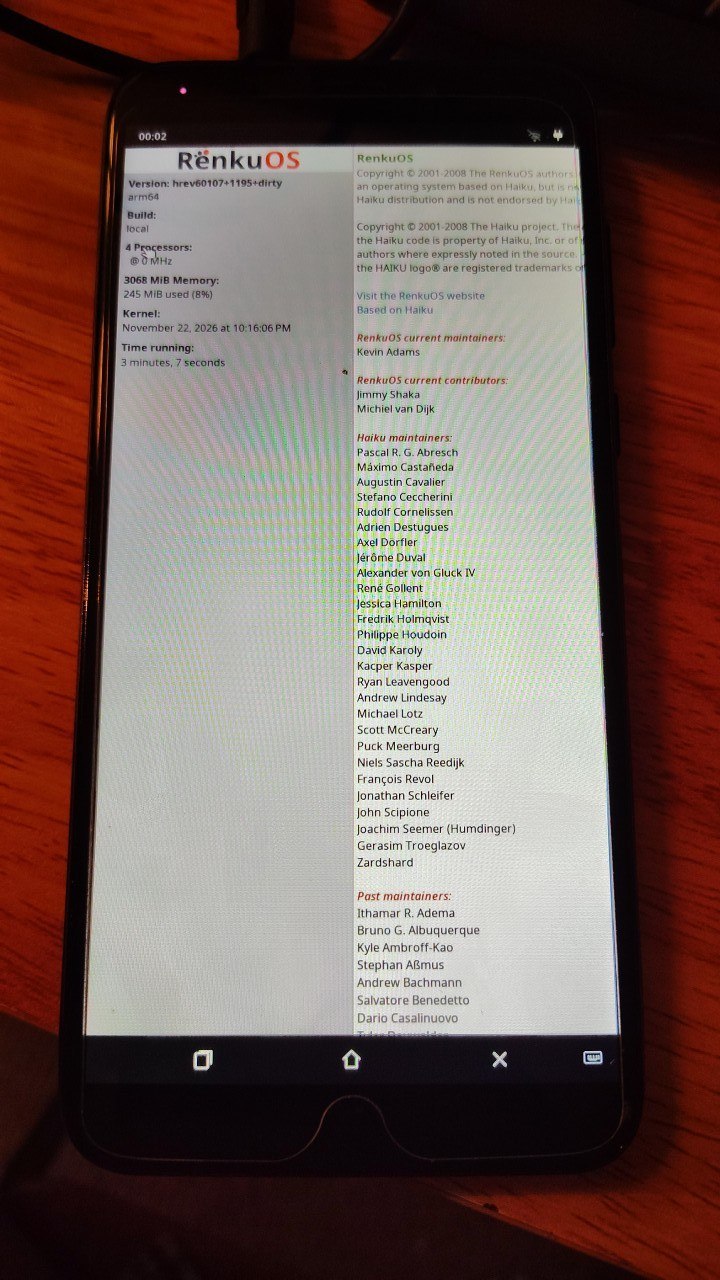 00:02
RënkuOS
Version: hrev60107+1195+dirty
arm64
Build:
local
4 Processors:
@ 0 MHz
3068 MiB Memory:
245 MiB used (8%)
Kernel:
November 22, 2026 at 10:16:06 PM
Time running:
3 minutes, 7 seconds
RenkuOS
Copyright © 2001-2008 The RenkuOS authors.
an operating system based on Haiku, but is
Haiku distribution and is not endorsed by
Copyright © 2001-2008 The Haiku project. The
the Haiku code is property of Haiku, Inc. or of
authors where expressly noted in the source.
the HAIKU logo® are registered trademarks
Visit the RenkuOS website
Based on Haiku
RenkuOS current maintainers:
Kevin Adams
RenkuOS current contributors:
Jimmy Shaka
Michiel van Dijk
Haiku maintainers:
Pascal R. G. Abresch
Máximo Castañeda
Augustin Cavalier
Stefano Ceccherini
Rudolf Cornelissen
Adrien Destugues
Axel Dörfler
Jérôme Duval
Alexander von Gluck IV
René Gollent
Jessica Hamilton
Fredrik Holmqvist
Philippe Houdoin
David Karoly
Kacper Kasper
Ryan Leavengood
Andrew Lindesay
Michael Lotz
Scott McCreary
Puck Meerburg
Niels Sascha Reedijk
François Revol
Jonathan Schleifer
John Scipione
Joachim Seemer (Humdinger)
Gerasim Troeglazov
Zardshard
Past maintainers:
Ithamar R. Adema
Bruno G. Albuquerque
Kyle Ambroff-Kao
Stephan Aßmus
Andrew Bachmann
Salvatore Benedetto
Dario Casalinuovo